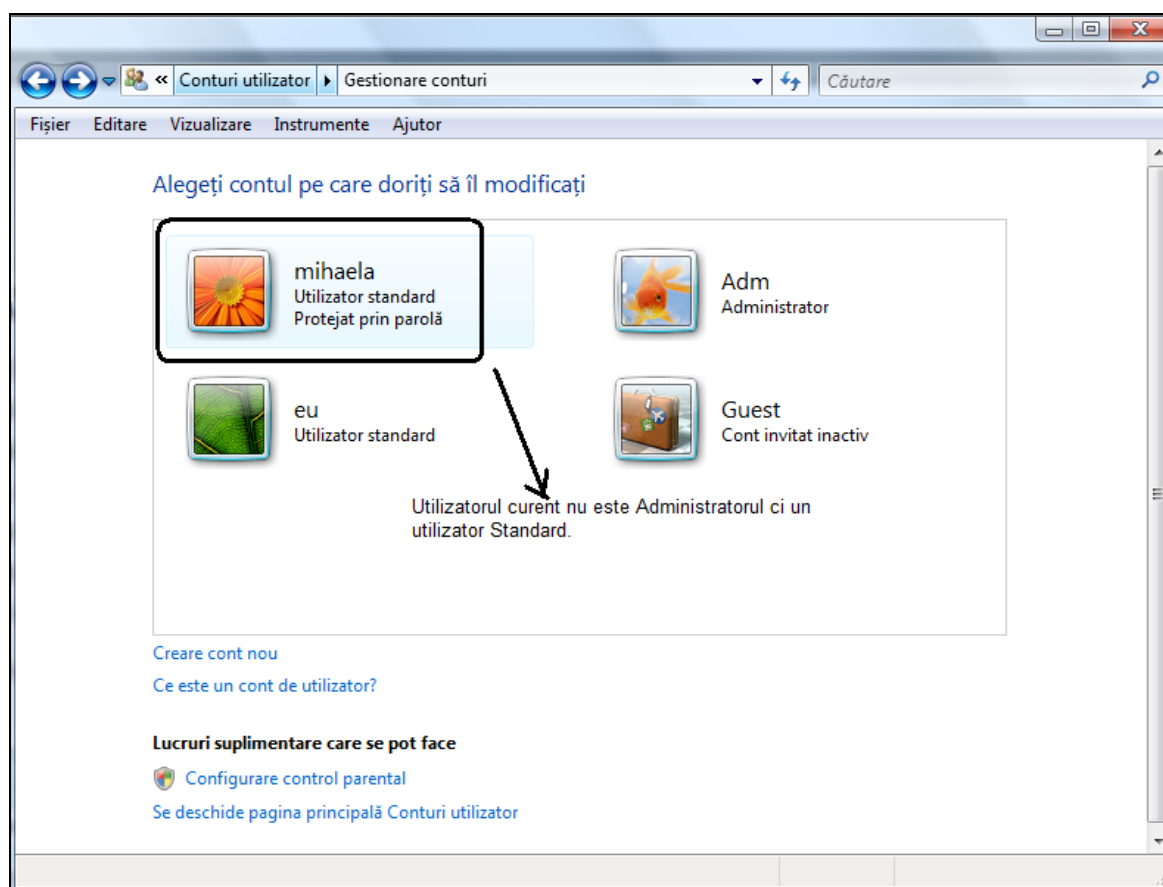 « Conturi utilizator Gestionare conturi Căutare
Fișier Editare Vizualizare Instrumente Ajutor
Alegeți contul pe care doriți să îl modificați
mihaela
Utilizator standard
Protejat prin parolă
Adm
Administrator
eu
Utilizator standard
Guest
Cont invitat inactiv
Utilizatorul curent nu este Administratorul ci un
utilizator Standard.
Creare cont nou
Ce este un cont de utilizator?
Lucruri suplimentare care se pot face
Configurare control parental
Se deschide pagina principală Conturi utilizator